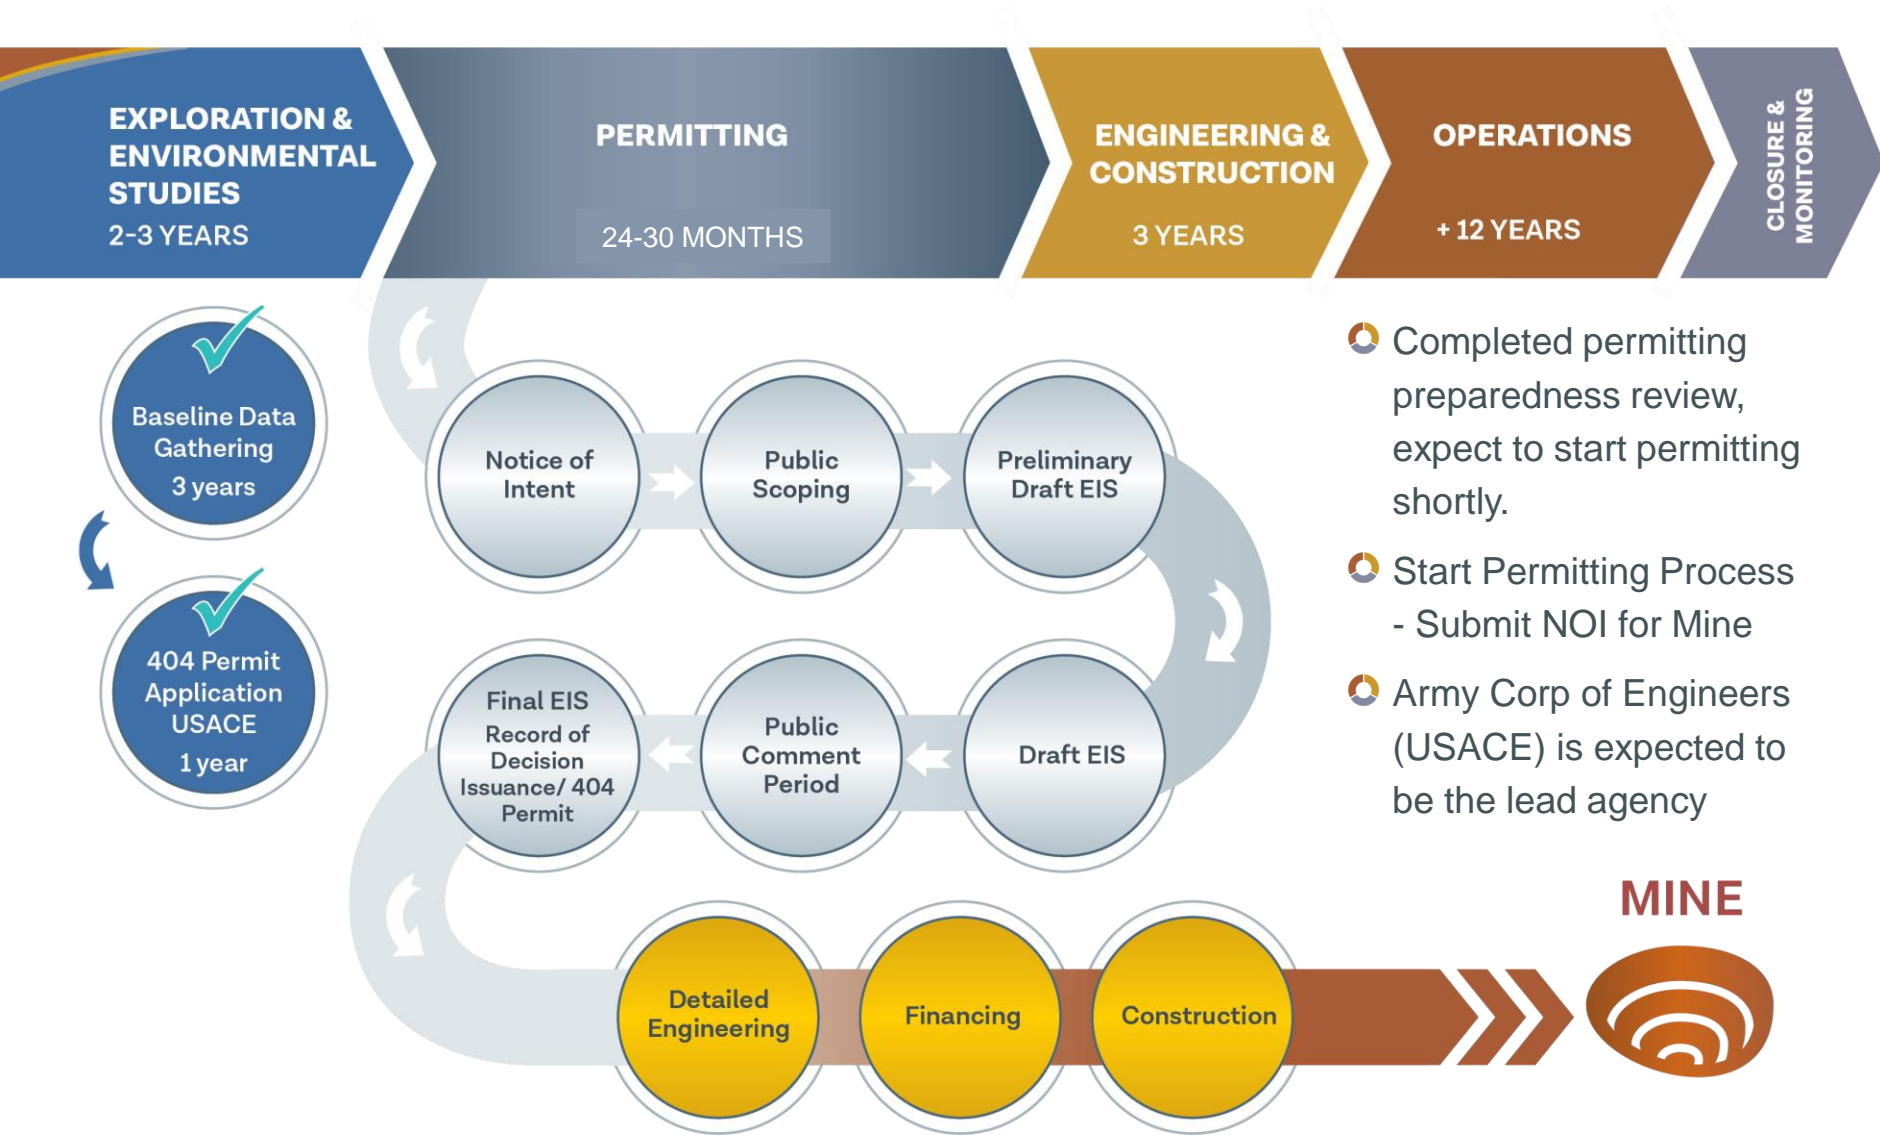 EXPLORATION &
ENVIRONMENTAL
STUDIES
2-3 YEARS
PERMITTING
24-30 MONTHS
ENGINEERING &
CONSTRUCTION
3 YEARS
OPERATIONS
+ 12 YEARS
CLOSURE &
MONITORING
Baseline Data
Gathering
3 years
404 Permit
Application
USACE
1 year
Notice of
Intent
Public
Scoping
Preliminary
Draft EIS
Draft EIS
Public
Comment
Period
Final EIS
Record of
Decision
Issuance/ 404
Permit
Detailed
Engineering
Financing
Construction
Completed permitting
preparedness review,
expect to start permitting
shortly.
Start Permitting Process
- Submit NOI for Mine
Army Corp of Engineers
(USACE) is expected to
be the lead agency
MINE